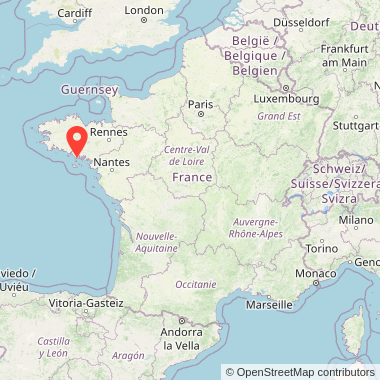 Cardiff
London
Düsseldorf
België /
Belgique /
Belgien
Frankfurt
am Main
Guernsey
Luxembourg
Paris
Grand Est
Stuttgart
Rennes
Centre-Val
de Loire
Nantes
France
Schweiz/
Suisse/Svizzera/
Svizra
Milano
Auvergne-
Rhône-Alpes
Nouvelle-
Aquitaine
Torino
Genc
Monaco
Occitanie
Marseille
viedo /
Uviéu
Vitoria-Gasteiz
Andorra
la Vella
Castilla
y León
Aragón
© OpenStreetMap contributors